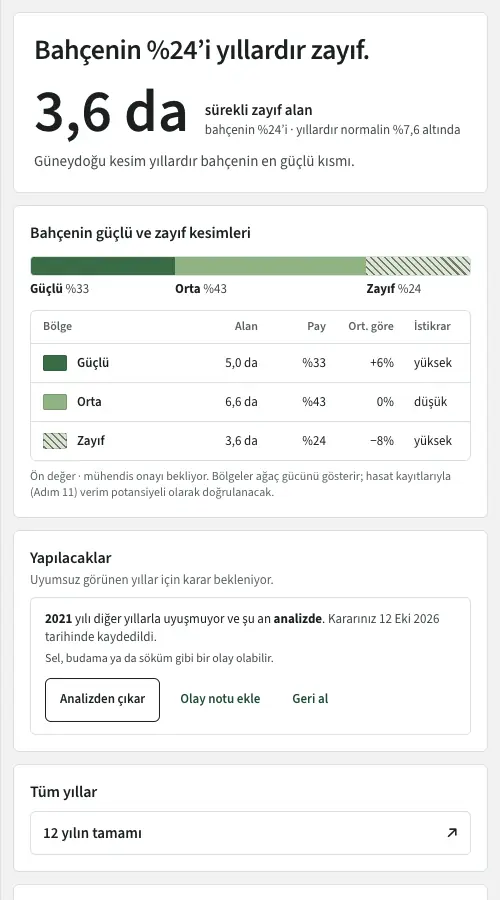 Bahçenin %24’i yıllardır zayıf.
3,6 da
sürekli zayıf alan
bahçenin %24’i · yıllardır normalin %7,6 altında
Güneydoğu kesim yıllardır bahçenin en güçlü kısmı.
Bahçenin güçlü ve zayıf kesimleri
Güçlü %33 Orta %43 Zayıf %24
Bölge Alan Pay Ort. göre İstikrar
Güçlü 5,0 da %33 +6% yüksek
Orta 6,6 da %43 0% düşük
Zayıf 3,6 da %24 −8% yüksek
Ön değer · mühendis onayı bekliyor. Bölgeler ağaç gücünü gösterir; hasat kayıtlarıyla
(Adım 11) verim potansiyeli olarak doğrulanacak.
Yapılacaklar
Uyumsuz görünen yıllar için karar bekleniyor.
2021 yılı diğer yıllarla uyuşmuyor ve şu an analizde. Kararınız 12 Eki 2026
tarihinde kaydedildi.
Sel, budama ya da söküm gibi bir olay olabilir.
Analizden çıkar Olay notu ekle Geri al
Tüm yıllar
12 yılın tamamı